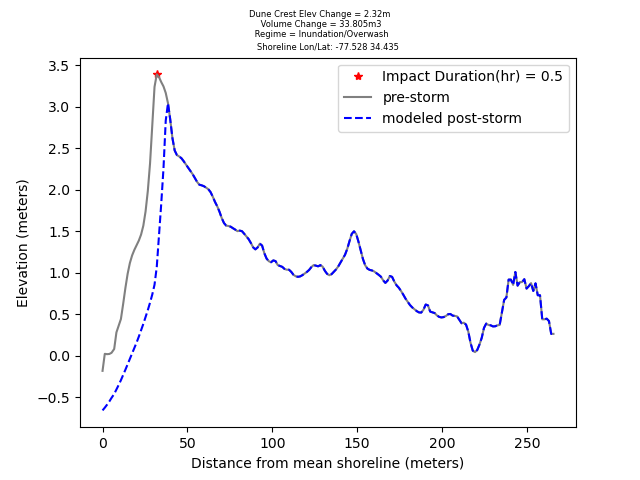 Dune Crest Elev Change = 2.32m
Volume Change = 33.805m3
Regime = Inundation/Overwash
Shoreline Lon/Lat: -77.528 34.435
Impact Duration(hr) = 0.5
pre-storm
modeled post-storm
3.5
3.0
2.5
2.0
1.5
1.0
0.5
0.0
−0.5
Elevation (meters)
0 50 100 150 200 250
Distance from mean shoreline (meters)